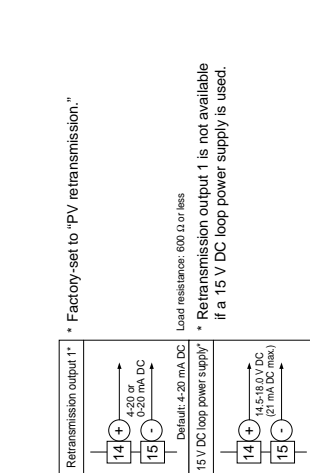 Retransmission output 1*
14 +
4-20 or
0-20 mA DC
15 -
Default: 4-20 mA DC
* Factory-set to “PV retransmission.”
Load resistance: 600 Ω or less
15 V DC loop power supply*
14 +
14.5-18.0 V DC
(21 mA DC max.)
15 -
* Retransmission output 1 is not available
if a 15 V DC loop power supply is used.